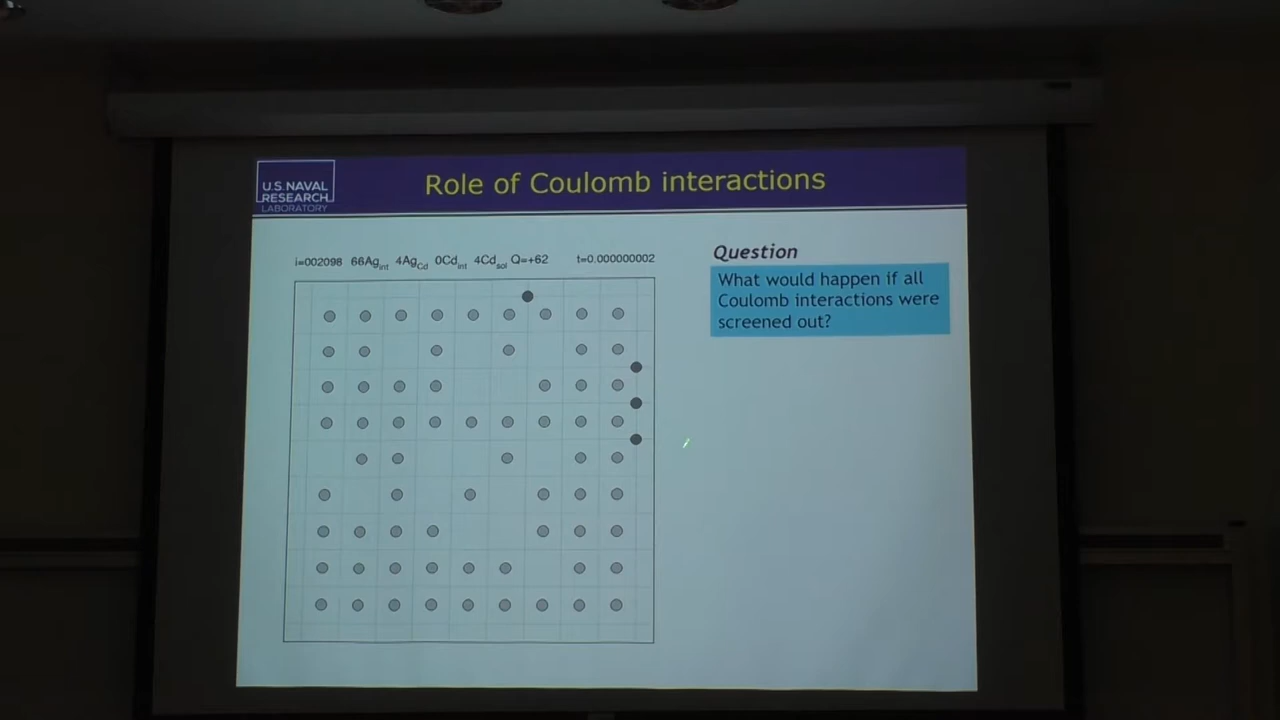 U.S. NAVAL
RESEARCH
LABORATORY
Role of Coulomb interactions
i=002098 66Ag_int 4Ag_Cd 0Cd_int 4Cd_sol Q=+62 t=0.000000002
Question
What would happen if all
Coulomb interactions were
screened out?